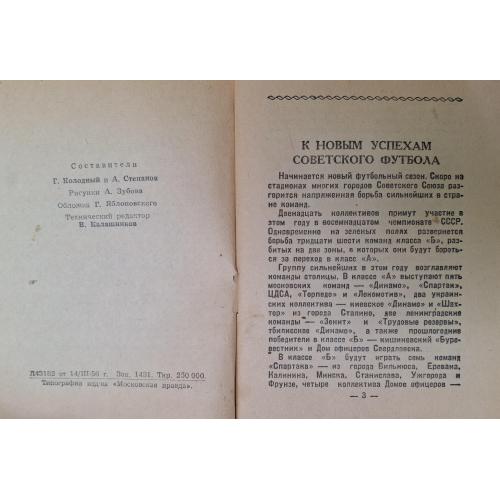 Составители
Г. Колодный и А. Степанов
Рисунки А. Зубова
Обложка Г. Яблоновского
Технический редактор
В. Калашников
Л43182 от 14/III-56 г. Зак. 1431. Тир. 250 000.
Типография изд-ва «Московская правда».
К НОВЫМ УСПЕХАМ
СОВЕТСКОГО ФУТБОЛА
Начинается новый футбольный сезон. Скоро на
стадионах многих городов Советского Союза раз-
горится напряженная борьба сильнейших в стра-
не команд.
Двенадцать коллективов примут участие в
этом году в восемнадцатом чемпионате СССР.
Одновременно на зеленых полях развернется
борьба тридцати шести команд класса «Б», раз-
битых на две зоны, в которых они будут бороть-
ся за переход в класс «А».
Группу сильнейших в этом году возглавляют
команды столицы. В классе «А» выступают пять
московских команд — «Динамо», «Спартак»,
ЦДСА, «Торпедо» и «Локомотив», два укра-
инских коллектива — киевское «Динамо» и «Шах-
тер» из города Сталино, две ленинградские
команды — «Зенит» и «Трудовые резервы»,
тбилисское «Динамо», а также прошлогодние
победители в классе «Б» — кишиневский «Буре-
вестник» и Дом офицеров Свердловска.
В классе «Б» будут играть семь команд
«Спартака» — из города Вильнюса, Еревана,
Калинина, Минска, Станислава, Ужгорода и
Фрунзе, четыре коллектива Домов офицеров —
— 3 —